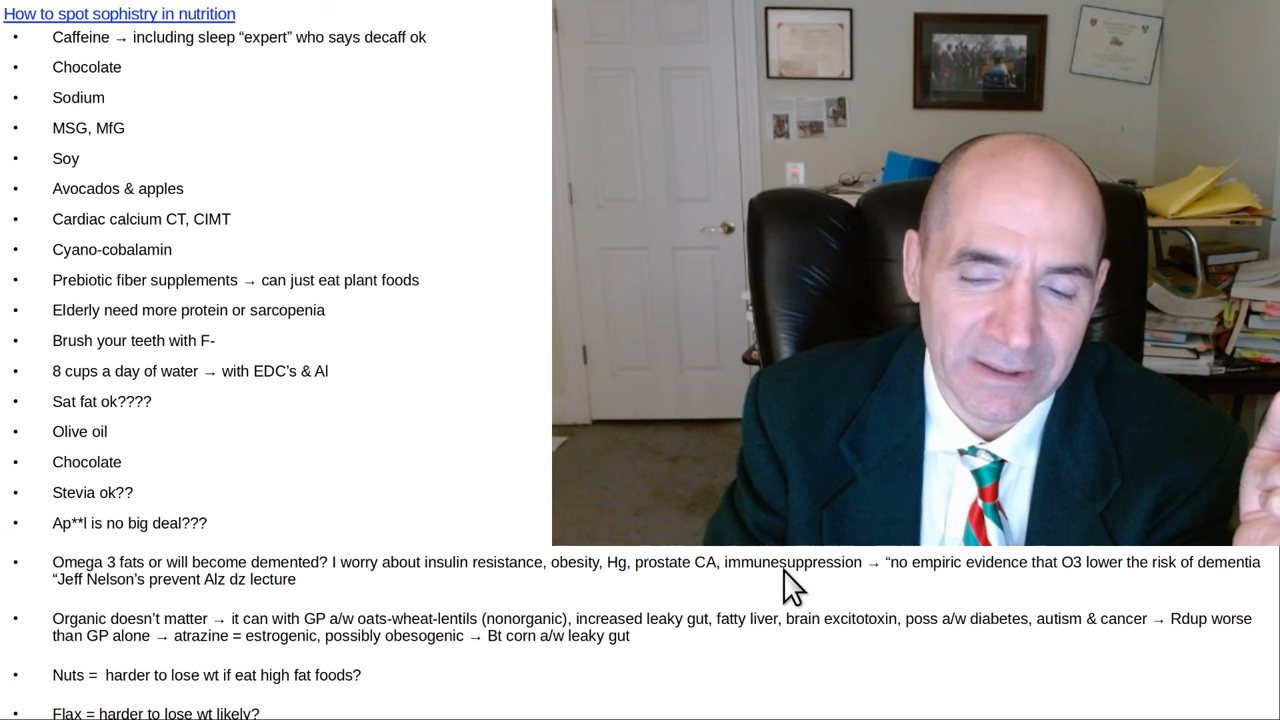 How to spot sophistry in nutrition
• Caffeine → including sleep “expert” who says decaff ok
• Chocolate
• Sodium
• MSG, MfG
• Soy
• Avocados & apples
• Cardiac calcium CT, CIMT
• Cyano-cobalamin
• Prebiotic fiber supplements → can just eat plant foods
• Elderly need more protein or sarcopenia
• Brush your teeth with F-
• 8 cups a day of water → with EDC’s & Al
• Sat fat ok????
• Olive oil
• Chocolate
• Stevia ok??
• Ap**l is no big deal???
• Omega 3 fats or will become demented? I worry about insulin resistance, obesity, Hg, prostate CA, immunesuppression → “no empiric evidence that O3 lower the risk of dementia
“Jeff Nelson’s prevent Alz dz lecture
• Organic doesn’t matter → it can with GP a/w oats-wheat-lentils (nonorganic), increased leaky gut, fatty liver, brain excitotoxin, poss a/w diabetes, autism & cancer → Rdup worse
than GP alone → atrazine = estrogenic, possibly obesogenic → Bt corn a/w leaky gut
• Nuts = harder to lose wt if eat high fat foods?
• Flax = harder to lose wt likely?